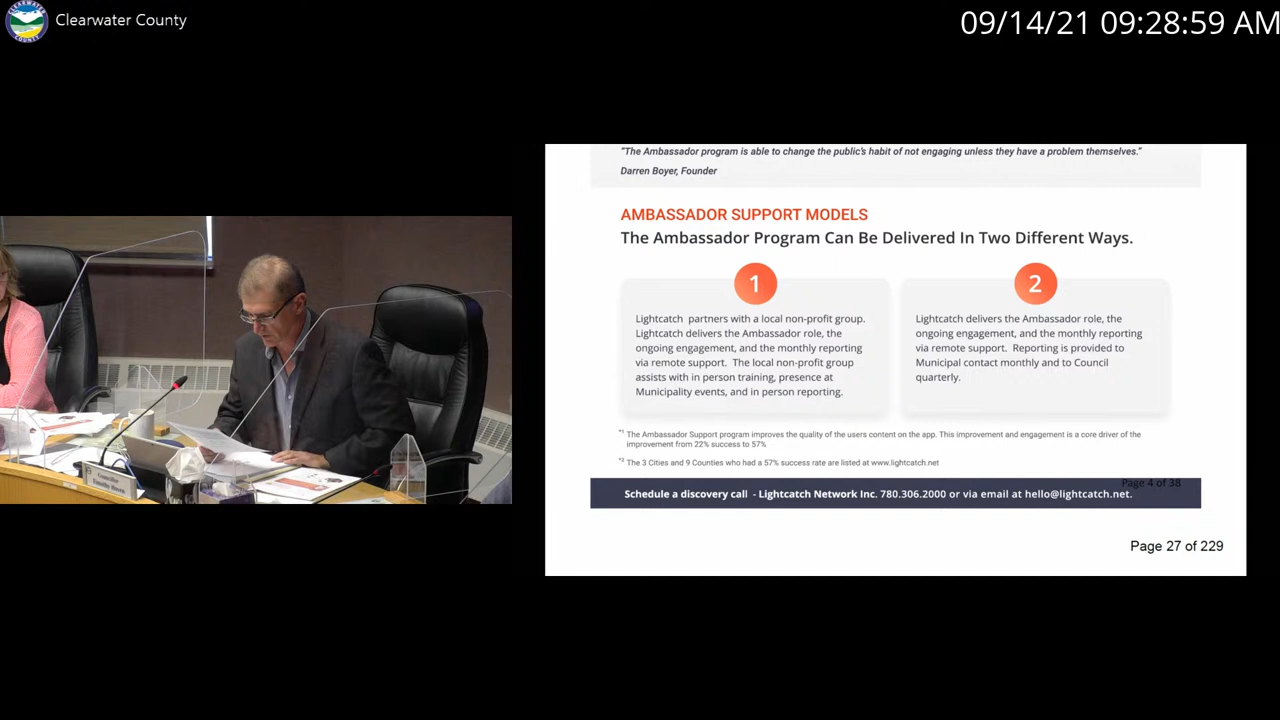 Clearwater County
09/14/21 09:28:59 AM
CLEARWATER
COUNTY
"The Ambassador program is able to change the public's habit of not engaging unless they have a problem themselves."
Darren Boyer, Founder
AMBASSADOR SUPPORT MODELS
The Ambassador Program Can Be Delivered In Two Different Ways.
1
Lightcatch partners with a local non-profit group.
Lightcatch delivers the Ambassador role, the
ongoing engagement, and the monthly reporting
via remote support. The local non-profit group
assists with in person training, presence at
Municipality events, and in person reporting.
2
Lightcatch delivers the Ambassador role, the
ongoing engagement, and the monthly reporting
via remote support. Reporting is provided to
Municipal contact monthly and to Council
quarterly.
*1 The Ambassador Support program improves the quality of the users content on the app. This improvement and engagement is a core driver of the
improvement from 22% success to 57%
*2 The 3 Cities and 9 Counties who had a 57% success rate are listed at www.lightcatch.net
Page 4 of 38
Schedule a discovery call - Lightcatch Network Inc. 780.306.2000 or via email at hello@lightcatch.net.
Page 27 of 229